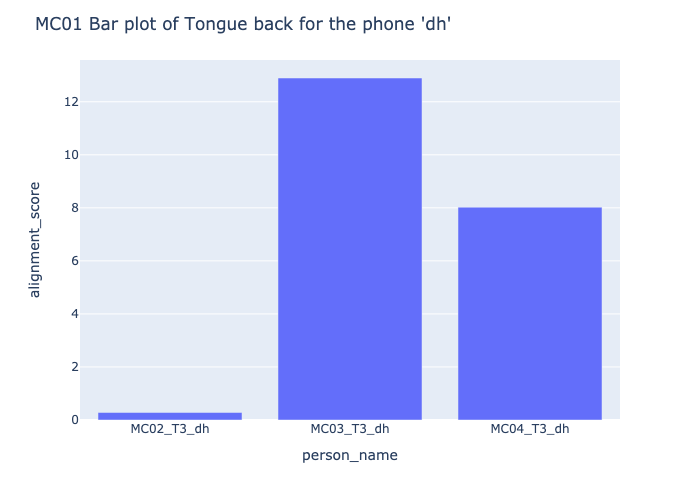 MC01 Bar plot of Tongue back for the phone 'dh'
alignment_score
12
10
8
6
4
2
0
MC02_T3_dh
MC03_T3_dh
MC04_T3_dh
person_name